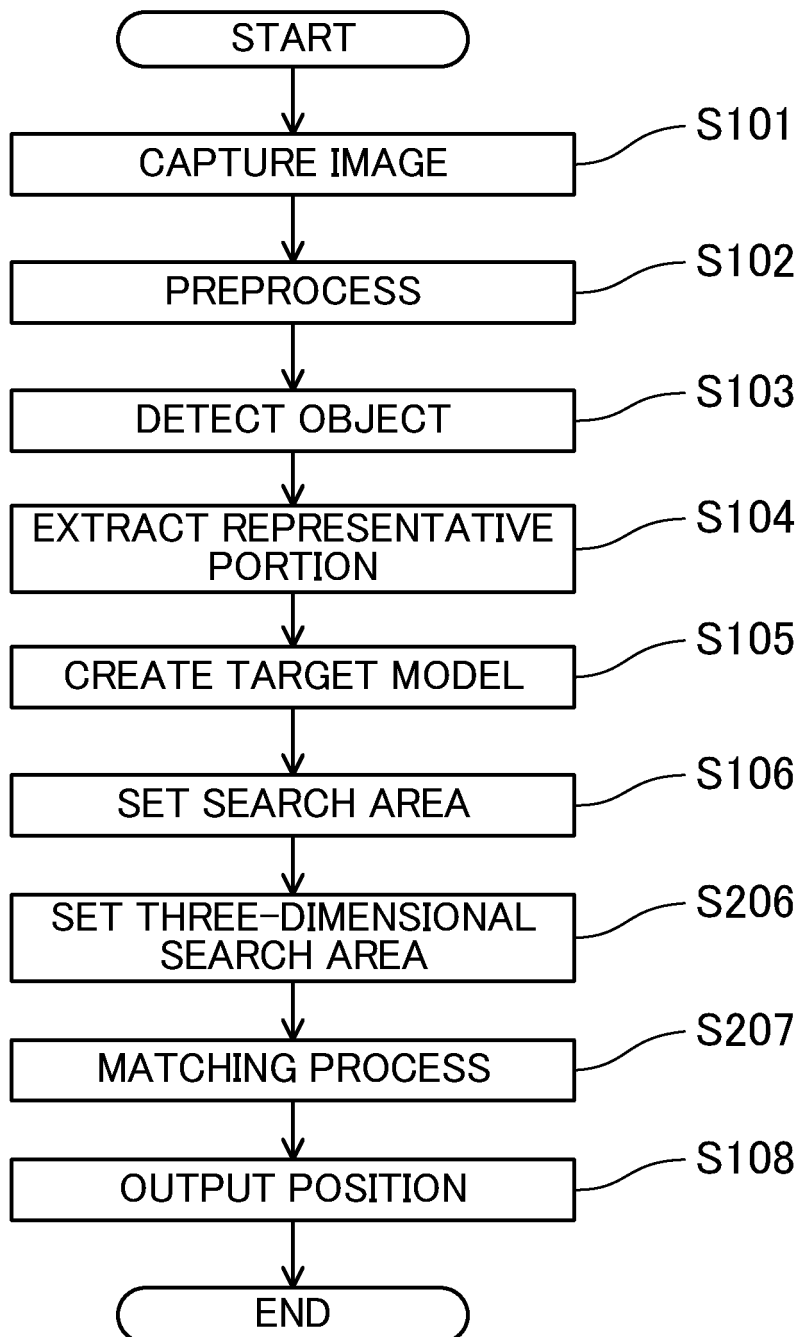 START
CAPTURE IMAGE
S101
PREPROCESS
S102
DETECT OBJECT
S103
EXTRACT REPRESENTATIVE
PORTION
S104
CREATE TARGET MODEL
S105
SET SEARCH AREA
S106
SET THREE-DIMENSIONAL
SEARCH AREA
S206
MATCHING PROCESS
S207
OUTPUT POSITION
S108
END